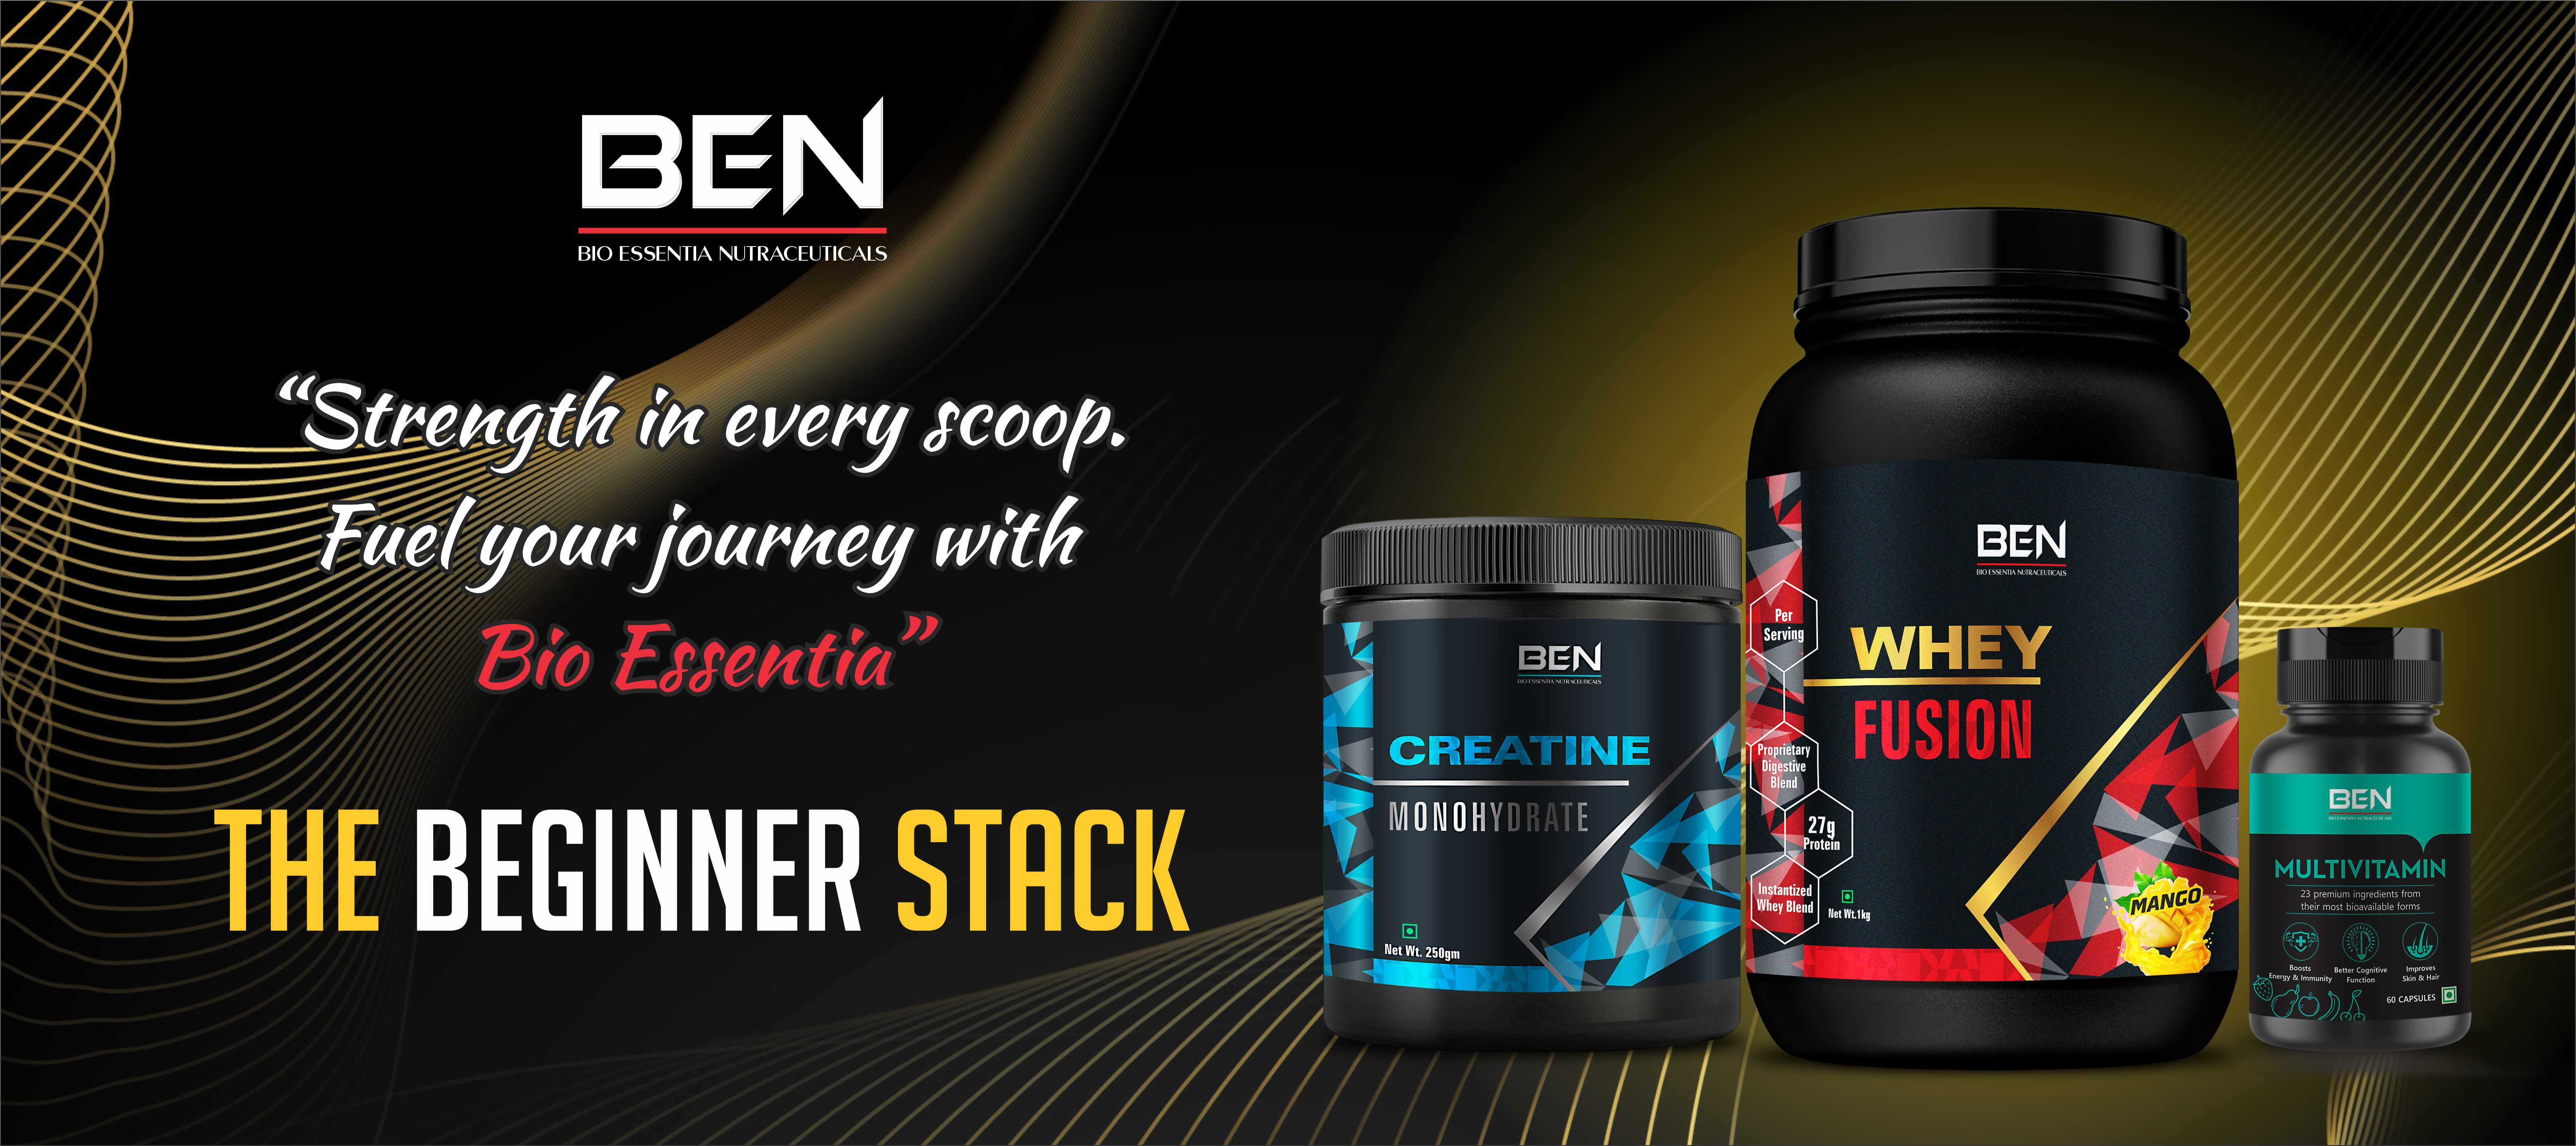 BEN
BIO ESSENTIA NUTRACEUTICALS
“Strength in every scoop.
Fuel your journey with
Bio Essentia”
THE BEGINNER STACK
BEN
BIO ESSENTIA NUTRACEUTICALS
CREATINE
MONOHYDRATE
Net Wt. 250gm
BEN
BIO ESSENTIA NUTRACEUTICALS
WHEY
FUSION
Per
Serving
Proprietary
Digestive
Blend
27g
Protein
Instantized
Whey Blend
Net Wt.1kg
MANGO
BEN
BIO ESSENTIA NUTRACEUTICALS
MULTIVITAMIN
23 premium ingredients from
their most bioavailable forms
Boosts
Energy & Immunity
Better Cognitive
Function
Improves
Skin & Hair
60 CAPSULES